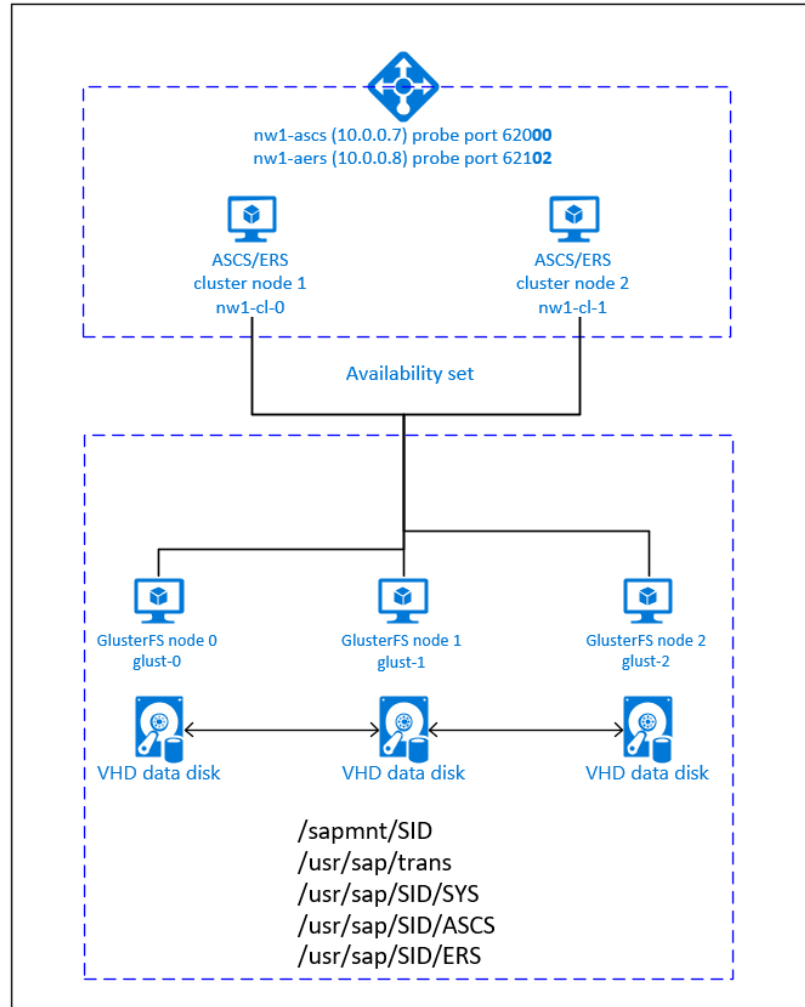 nw1-ascs (10.0.0.7) probe port 62000
nw1-aers (10.0.0.8) probe port 62102
ASCS/ERS
cluster node 1
nw1-cl-0
ASCS/ERS
cluster node 2
nw1-cl-1
Availability set
GlusterFS node 0
glust-0
GlusterFS node 1
glust-1
GlusterFS node 2
glust-2
VHD data disk
VHD data disk
VHD data disk
/sapmnt/SID
/usr/sap/trans
/usr/sap/SID/SYS
/usr/sap/SID/ASCS
/usr/sap/SID/ERS